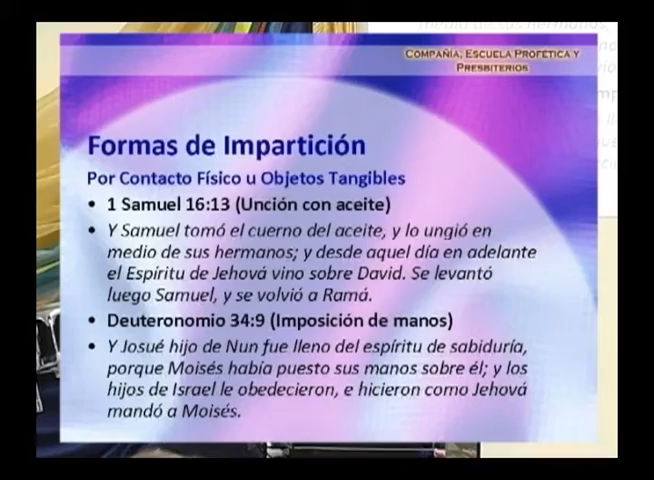 COMPAÑÍA, ESCUELA PROFÉTICA Y
PRESBITERIOS
Formas de Impartición
Por Contacto Físico u Objetos Tangibles
• 1 Samuel 16:13 (Unción con aceite)
• Y Samuel tomó el cuerno del aceite, y lo ungió en
medio de sus hermanos; y desde aquel día en adelante
el Espíritu de Jehová vino sobre David. Se levantó
luego Samuel, y se volvió a Ramá.
• Deuteronomio 34:9 (Imposición de manos)
• Y Josué hijo de Nun fue lleno del espíritu de sabiduría,
porque Moisés había puesto sus manos sobre él; y los
hijos de Israel le obedecieron, e hicieron como Jehová
mandó a Moisés.